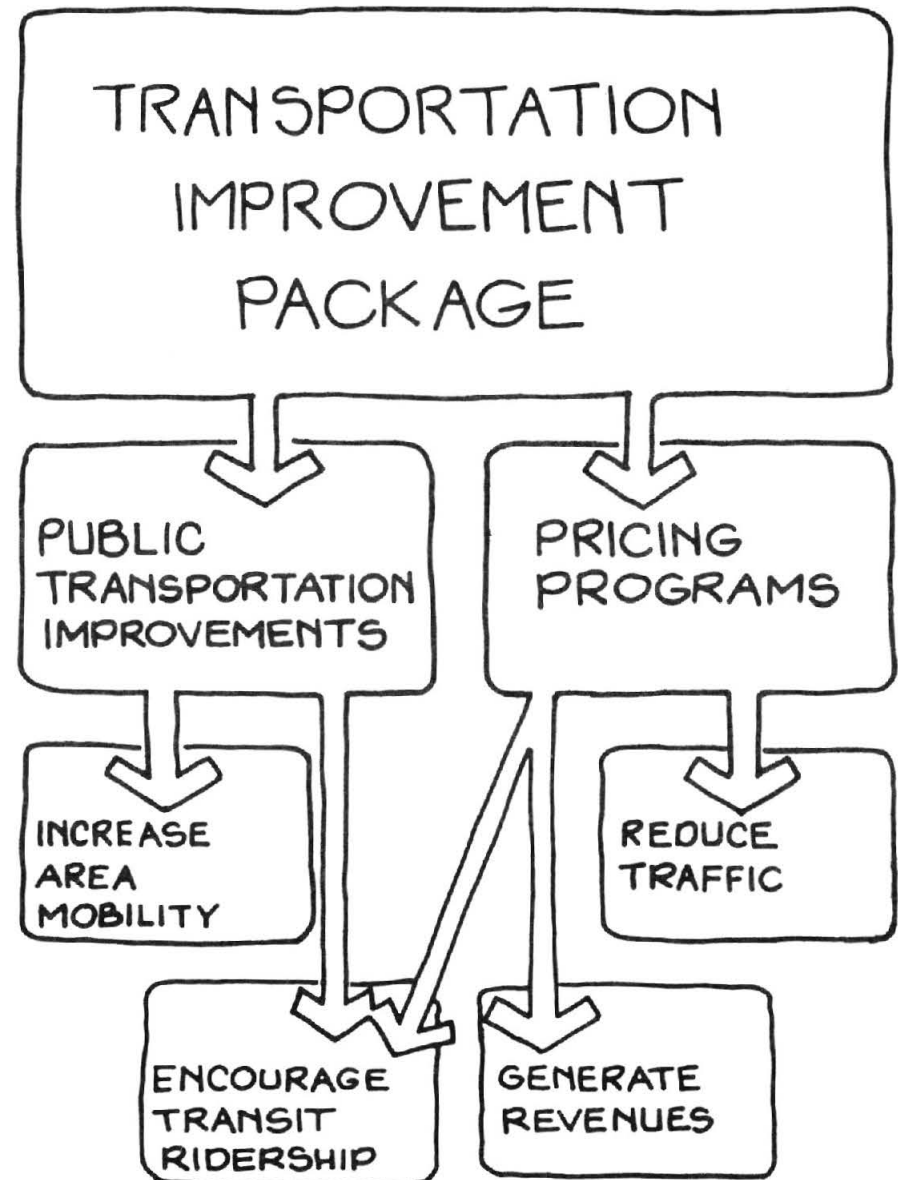 TRANSPORTATION
IMPROVEMENT
PACKAGE
PUBLIC
TRANSPORTATION
IMPROVEMENTS
PRICING
PROGRAMS
INCREASE
AREA
MOBILITY
REDUCE
TRAFFIC
ENCOURAGE
TRANSIT
RIDERSHIP
GENERATE
REVENUES